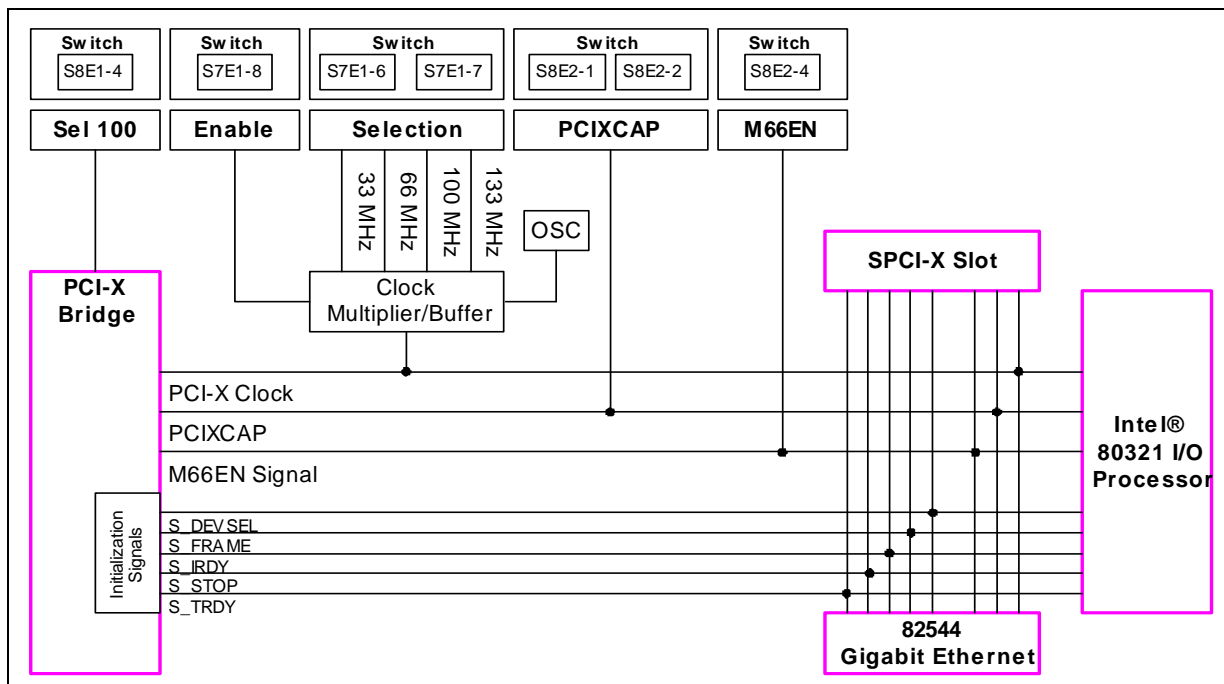 Switch
S8E1-4
Switch
S7E1-8
Switch
S7E1-6 S7E1-7
Switch
S8E2-1 S8E2-2
Switch
S8E2-4
Sel 100
Enable
Selection
PCIXCAP
M66EN
33 MHz
66 MHz
100 MHz
133 MHz
OSC
Clock
Multiplier/Buffer
PCI-X
Bridge
SPCI-X Slot
PCI-X Clock
PCIXCAP
M66EN Signal
Intel®
80321 I/O
Processor
Initialization
Signals
S_DEVSEL
S_FRAME
S_IRDY
S_STOP
S_TRDY
82544
Gigabit Ethernet